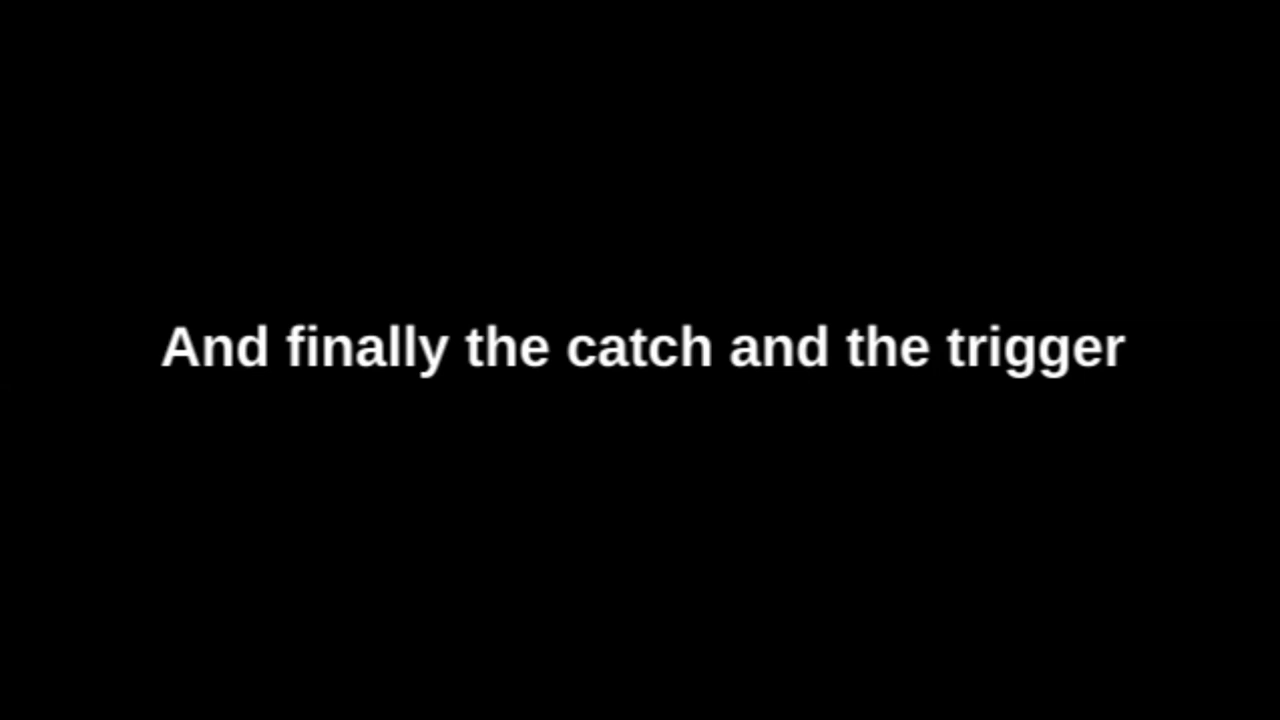 And finally the catch and the trigger